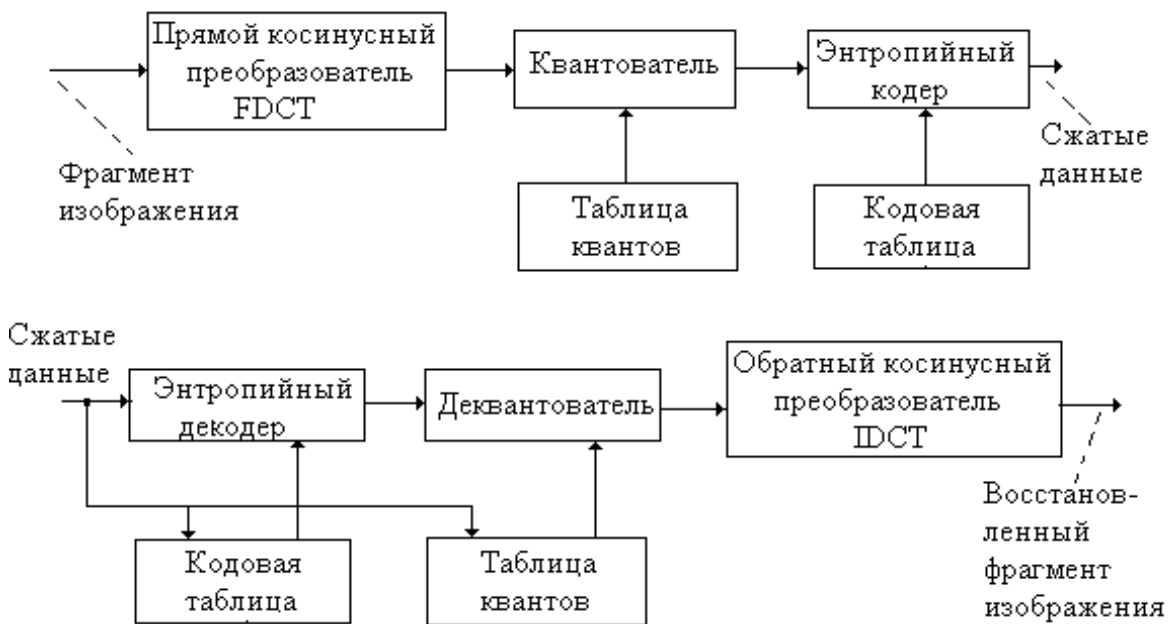 Прямой косинусный
преобразователь
FDCT
Квантователь
Энтропийный
кодер
Фрагмент
изображения
Таблица
квантов
Кодовая
таблица
Сжатые
данные
Сжатые
данные
Энтропийный
декодер
Деквантователь
Обратный косинусный
преобразователь
IDCT
Кодовая
таблица
Таблица
квантов
Восстанов-
ленный
фрагмент
изображения